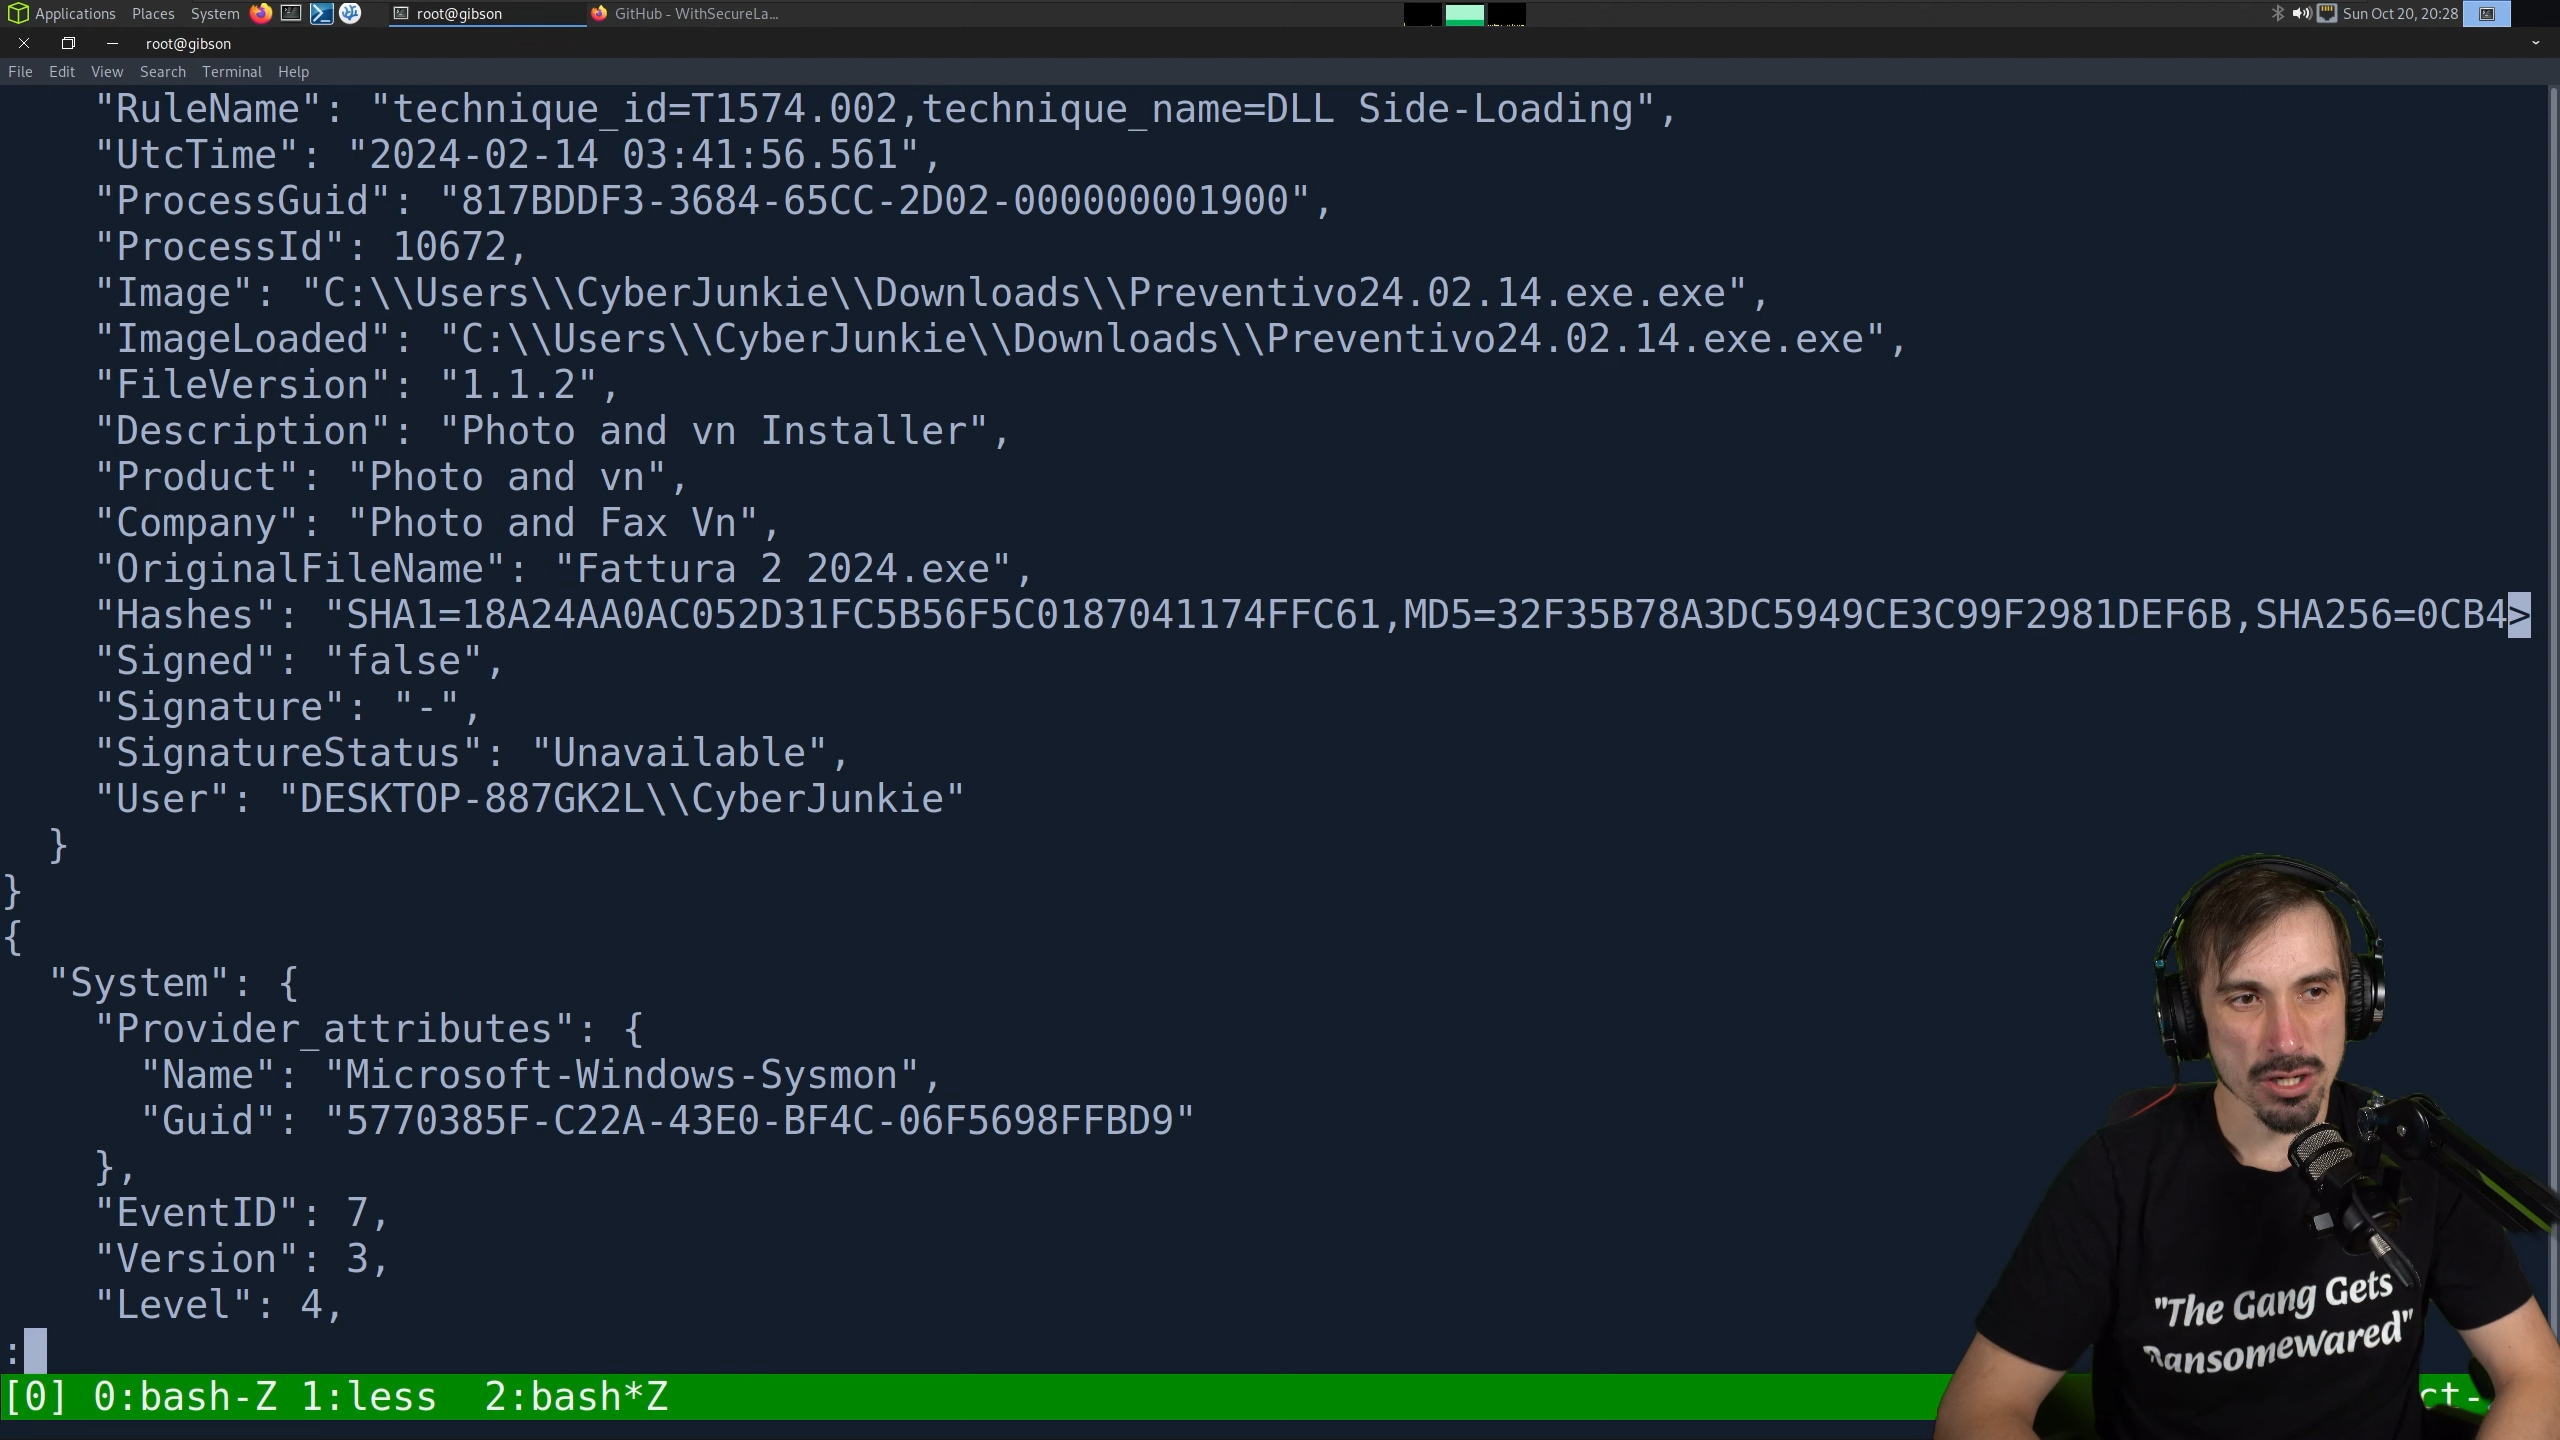 Applications Places System root@gibson GitHub - WithSecureLa... Sun Oct 20, 20:28
root@gibson
File Edit View Search Terminal Help
"RuleName": "technique_id=T1574.002,technique_name=DLL Side-Loading",
"UtcTime": "2024-02-14 03:41:56.561",
"ProcessGuid": "817BDDF3-3684-65CC-2D02-000000001900",
"ProcessId": 10672,
"Image": "C:\\Users\\CyberJunkie\\Downloads\\Preventivo24.02.14.exe.exe",
"ImageLoaded": "C:\\Users\\CyberJunkie\\Downloads\\Preventivo24.02.14.exe.exe",
"FileVersion": "1.1.2",
"Description": "Photo and vn Installer",
"Product": "Photo and vn",
"Company": "Photo and Fax Vn",
"OriginalFileName": "Fattura 2 2024.exe",
"Hashes": "SHA1=18A24AA0AC052D31FC5B56F5C0187041174FFC61,MD5=32F35B78A3DC5949CE3C99F2981DEF6B,SHA256=0CB4>
"Signed": "false",
"Signature": "-",
"SignatureStatus": "Unavailable",
"User": "DESKTOP-887GK2L\\CyberJunkie"
}
}
{
"System": {
"Provider_attributes": {
"Name": "Microsoft-Windows-Sysmon",
"Guid": "5770385F-C22A-43E0-BF4C-06F5698FFBD9"
},
"EventID": 7,
"Version": 3,
"Level": 4,
:
[0] 0:bash-Z 1:less 2:bash*Z ct-
"The Gang Gets
Ransomewared"